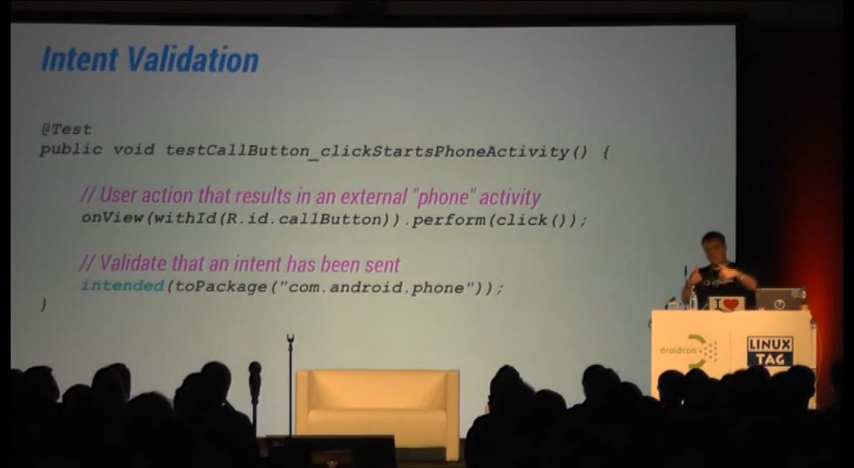 Intent Validation
@Test
public void testCallButton_clickStartsPhoneActivity() {
// User action that results in an external "phone" activity
onView(withId(R.id.callButton)).perform(click());
// Validate that an intent has been sent
intended(toPackage("com.android.phone"));
}
I
droidcon
LINUX
TAG